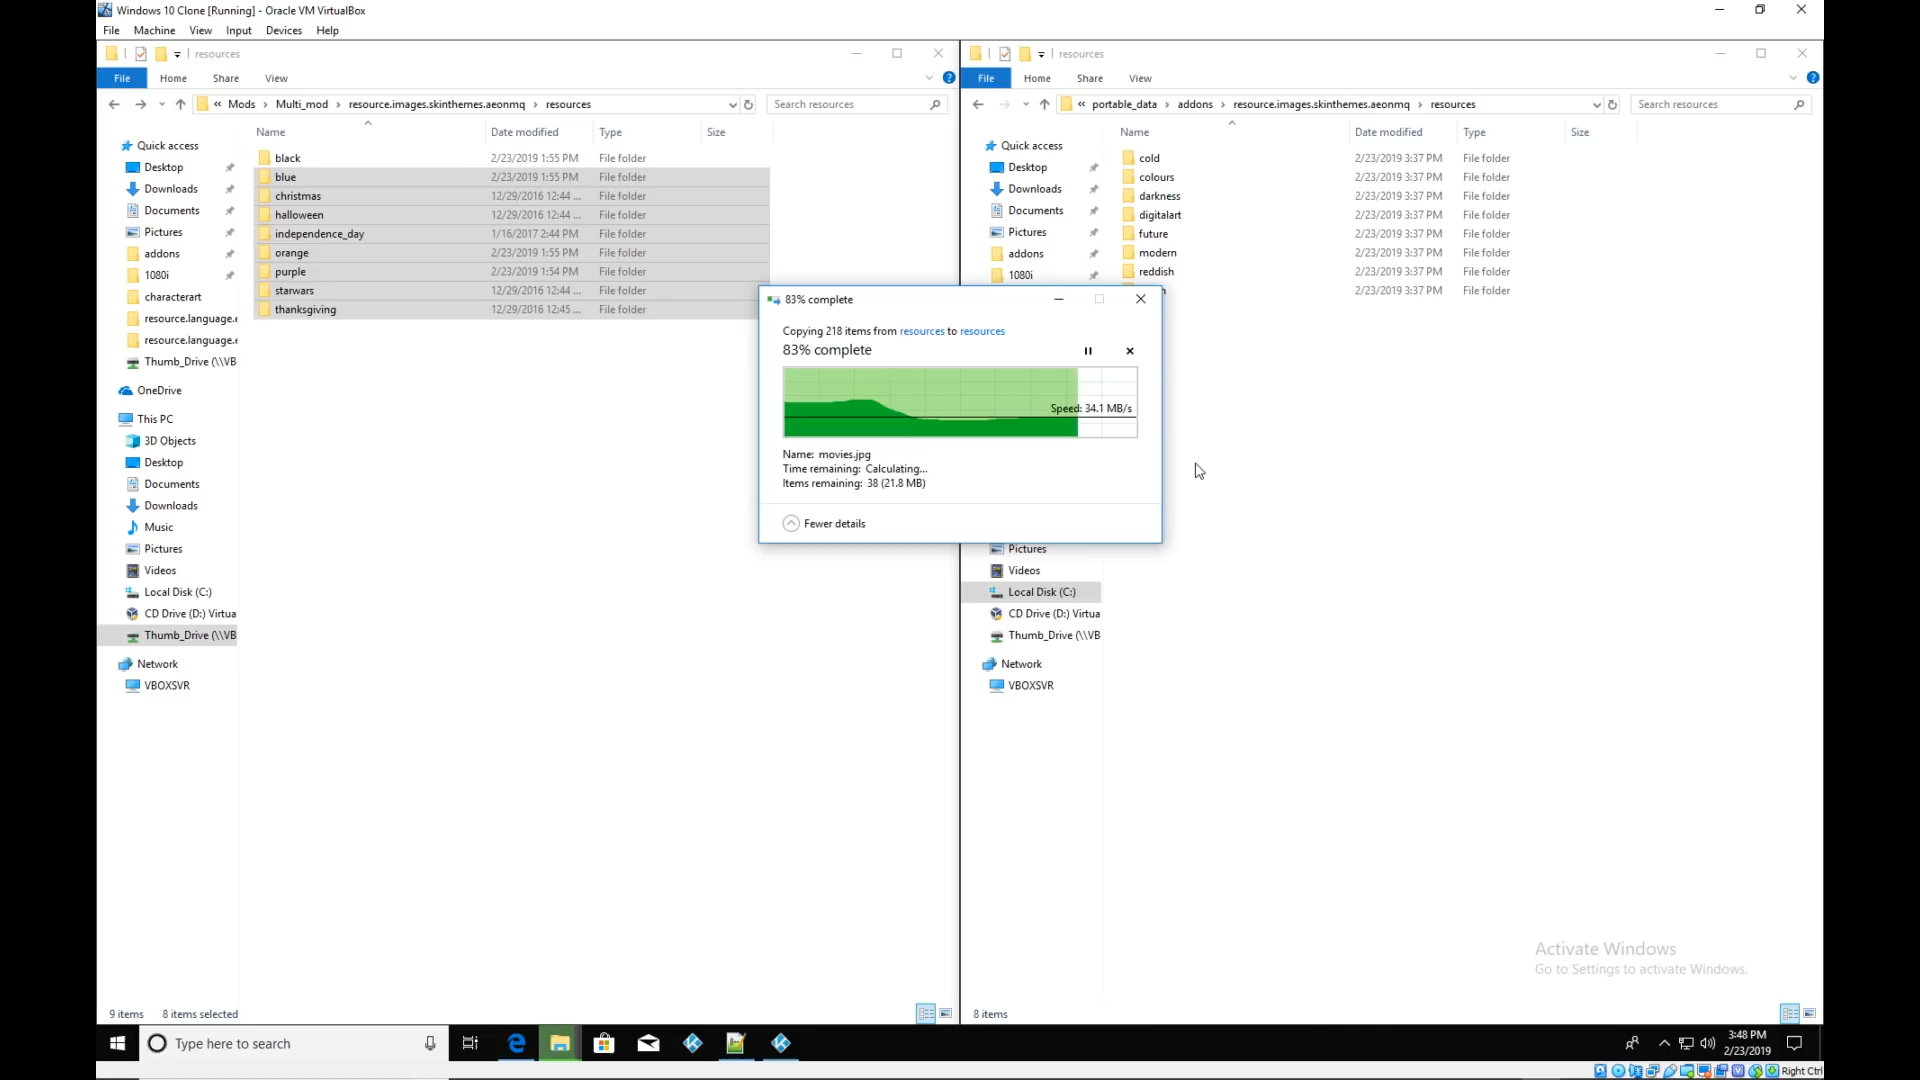 Windows 10 Clone [Running] - Oracle VM VirtualBox
File Machine View Input Devices Help
resources
File Home Share View
« Mods › Multi_mod › resource.images.skinthemes.aeonmq › resources
Search resources
Name Date modified Type Size
Quick access
Desktop
Downloads
Documents
Pictures
addons
1080i
characterart
resource.language.e
resource.language.e
Thumb_Drive (\\VB
OneDrive
This PC
3D Objects
Desktop
Documents
Downloads
Music
Pictures
Videos
Local Disk (C:)
CD Drive (D:) Virtua
Thumb_Drive (\\VB
Network
VBOXSVR
black 2/23/2019 1:55 PM File folder
blue 2/23/2019 1:55 PM File folder
christmas 12/29/2016 12:44 ... File folder
halloween 12/29/2016 12:44 ... File folder
independence_day 1/16/2017 2:44 PM File folder
orange 2/23/2019 1:55 PM File folder
purple 2/23/2019 1:54 PM File folder
starwars 12/29/2016 12:44 ... File folder
thanksgiving 12/29/2016 12:45 ... File folder
9 items 8 items selected
resources
File Home Share View
« portable_data › addons › resource.images.skinthemes.aeonmq › resources
Search resources
Name Date modified Type Size
Quick access
Desktop
Downloads
Documents
Pictures
addons
1080i
Pictures
Videos
Local Disk (C:)
CD Drive (D:) Virtua
Thumb_Drive (\\VB
Network
VBOXSVR
cold 2/23/2019 3:37 PM File folder
colours 2/23/2019 3:37 PM File folder
darkness 2/23/2019 3:37 PM File folder
digitalart 2/23/2019 3:37 PM File folder
future 2/23/2019 3:37 PM File folder
modern 2/23/2019 3:37 PM File folder
reddish 2/23/2019 3:37 PM File folder
2/23/2019 3:37 PM File folder
8 items
83% complete
Copying 218 items from resources to resources
83% complete
Speed: 34.1 MB/s
Name: movies.jpg
Time remaining: Calculating...
Items remaining: 38 (21.8 MB)
Fewer details
Activate Windows
Go to Settings to activate Windows.
Type here to search
3:48 PM
2/23/2019
Right Ctrl